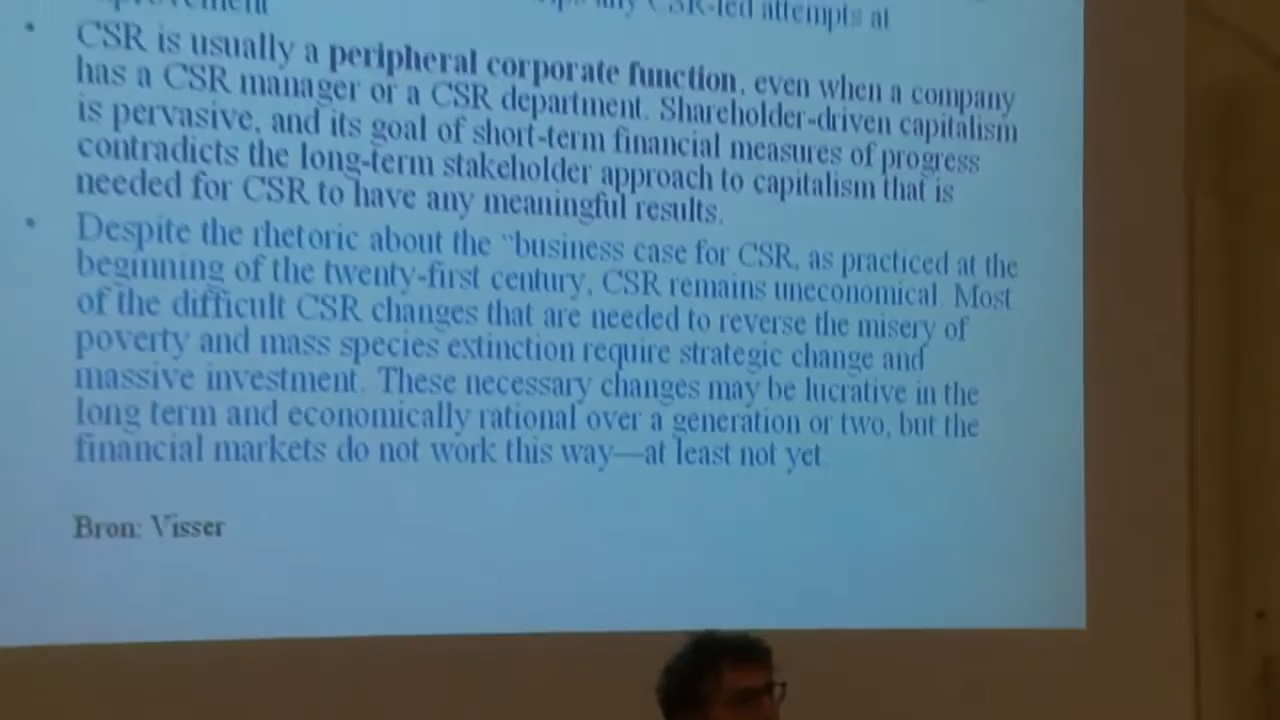 CSR-led attempts at
• CSR is usually a peripheral corporate function, even when a company
has a CSR manager or a CSR department. Shareholder-driven capitalism
is pervasive, and its goal of short-term financial measures of progress
contradicts the long-term stakeholder approach to capitalism that is
needed for CSR to have any meaningful results.
• Despite the rhetoric about the “business case for CSR, as practiced at the
beginning of the twenty-first century, CSR remains uneconomical. Most
of the difficult CSR changes that are needed to reverse the misery of
poverty and mass species extinction require strategic change and
massive investment. These necessary changes may be lucrative in the
long term and economically rational over a generation or two, but the
financial markets do not work this way—at least not yet.
Bron: Visser